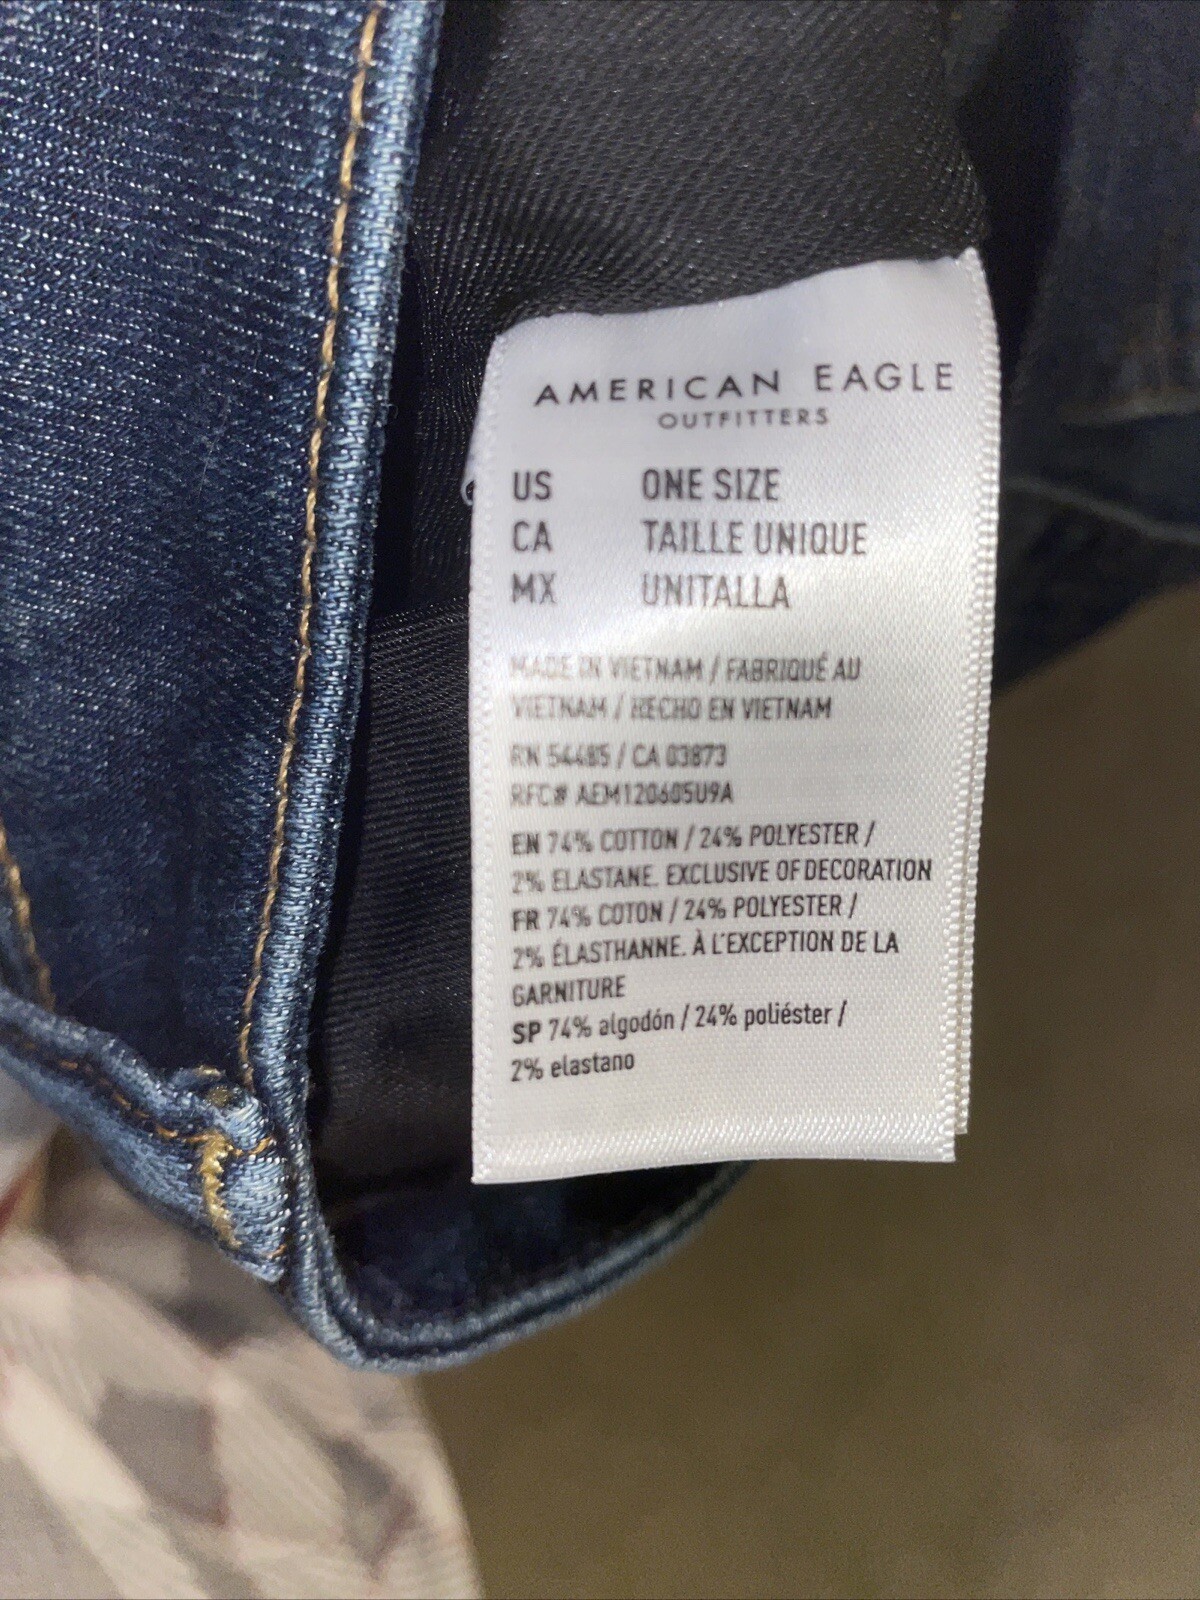 AMERICAN EAGLE
OUTFITTERS
US ONE SIZE
CA TAILLE UNIQUE
MX UNITALLA
MADE IN VIETNAM / FABRIQUÉ AU
VIETNAM / HECHO EN VIETNAM
RN 54485 / CA 03873
RFC# AEM120605U9A
EN 74% COTTON / 24% POLYESTER /
2% ELASTANE. EXCLUSIVE OF DECORATION
FR 74% COTON / 24% POLYESTER /
2% ÉLASTHANNE. À L'EXCEPTION DE LA
GARNITURE
SP 74% algodón / 24% poliéster /
2% elastano